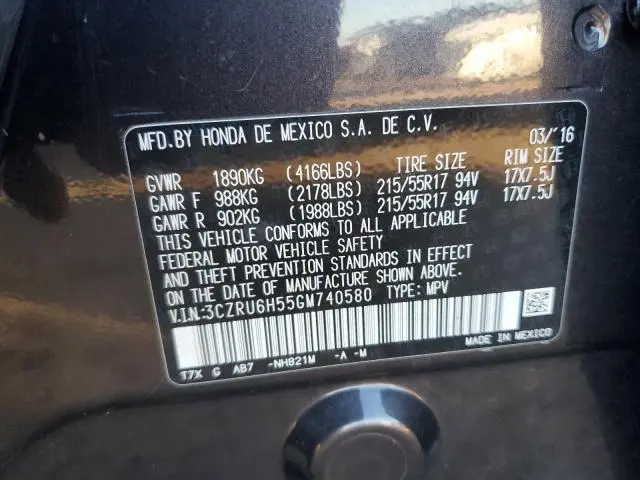 MFD.BY HONDA DE MEXICO S.A. DE C.V. 03/'16
GVWR 1890KG (4166LBS) TIRE SIZE RIM SIZE
GAWR F 988KG (2178LBS) 215/55R17 94V 17X7.5J
GAWR R 902KG (1988LBS) 215/55R17 94V 17X7.5J
THIS VEHICLE CONFORMS TO ALL APPLICABLE
FEDERAL MOTOR VEHICLE SAFETY
AND THEFT PREVENTION STANDARDS IN EFFECT
ON THE DATE OF MANUFACTURE SHOWN ABOVE.
V.I.N:3CZRU6H55GM740580 TYPE: MPV
MADE IN MEXICO
T7X G AB7 -NH821M -A -M